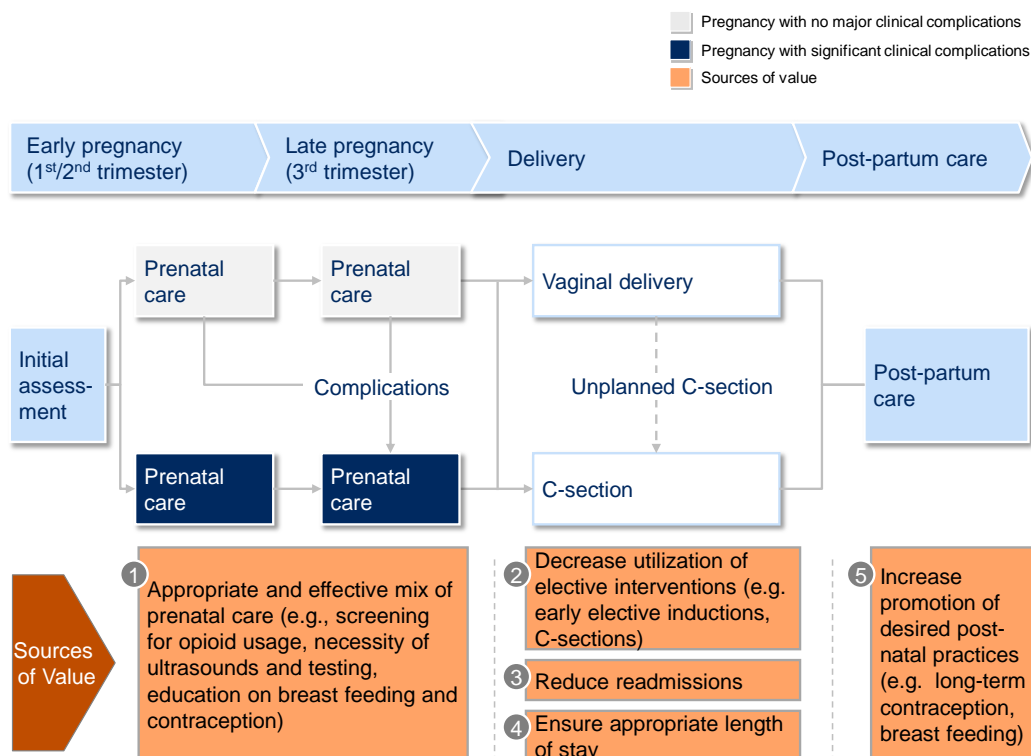 Pregnancy with no major clinical complications
Pregnancy with significant clinical complications
Sources of value
Early pregnancy
(1st/2nd trimester)
Late pregnancy
(3rd trimester)
Delivery
Post-partum care
Prenatal
care
Prenatal
care
Vaginal delivery
Initial
assess-
ment
Complications
Unplanned C-section
Post-partum
care
Prenatal
care
Prenatal
care
C-section
Sources
of Value
1
Appropriate and effective mix of
prenatal care (e.g., screening
for opioid usage, necessity of
ultrasounds and testing,
education on breast feeding and
contraception)
2
Decrease utilization of
elective interventions (e.g.
early elective inductions,
C-sections)
3
Reduce readmissions
4
Ensure appropriate length
of stay
5
Increase
promotion of
desired post-
natal practices
(e.g. long-term
contraception,
breast feeding)